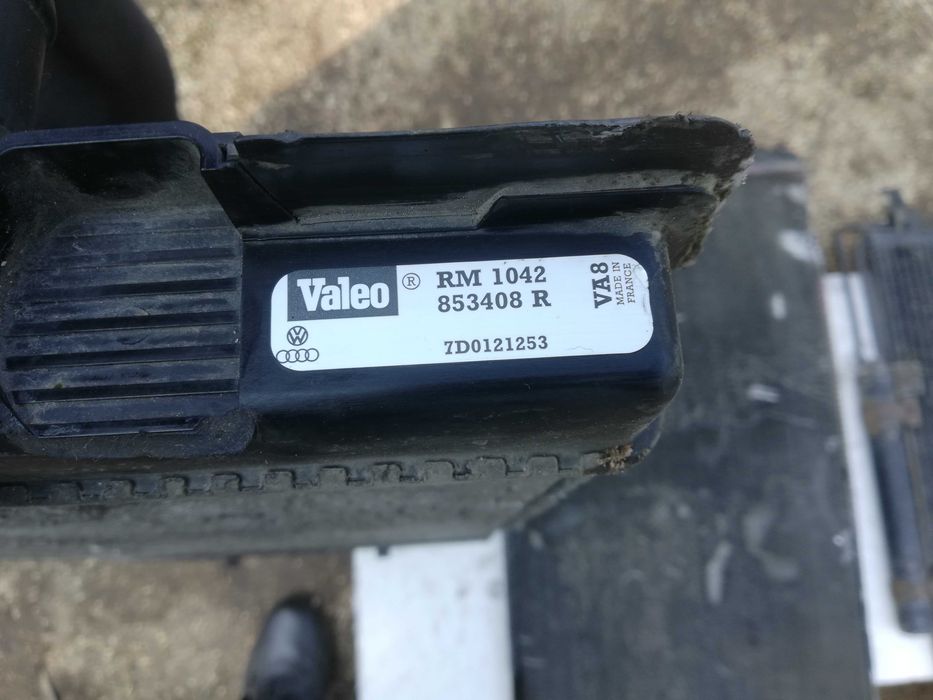 Valeo ® RM 1042
853408 R
VA8
MADE IN
FRANCE
7D0121253